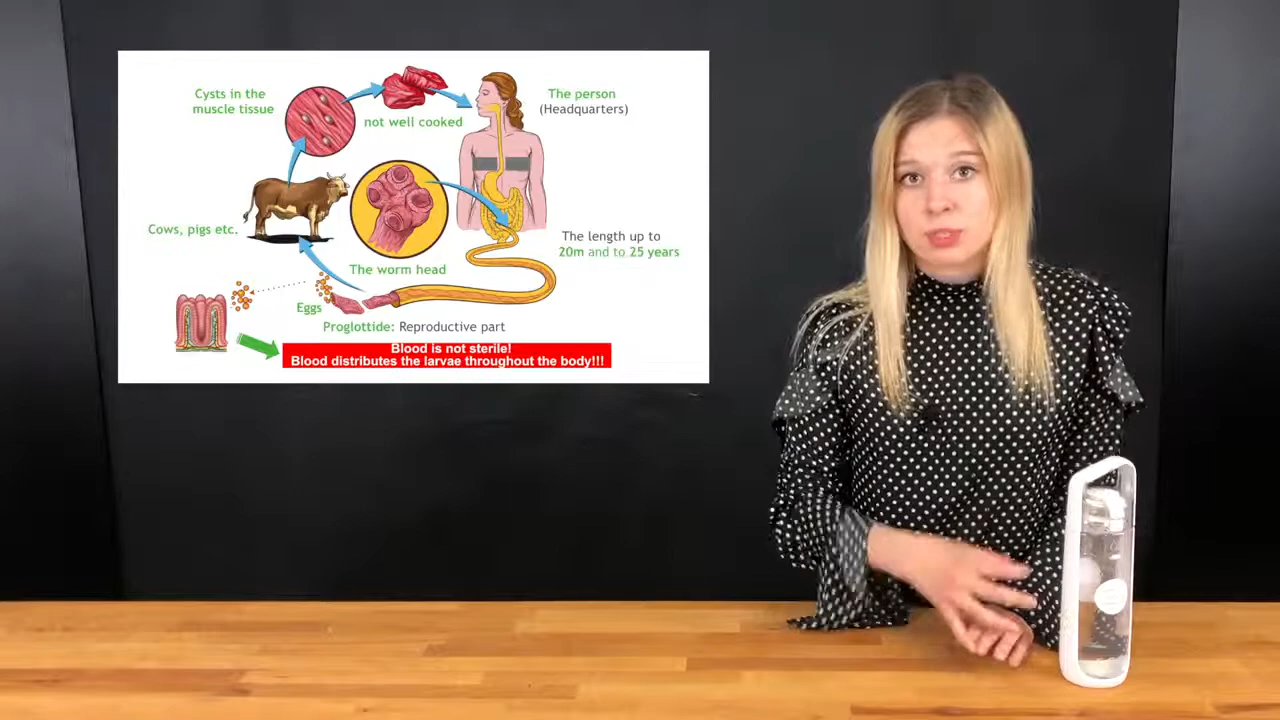 Cysts in the
muscle tissue
not well cooked
The person
(Headquarters)
Cows, pigs etc.
The length up to
20m and to 25 years
The worm head
Eggs
Proglottide: Reproductive part
Blood is not sterile!
Blood distributes the larvae throughout the body!!!